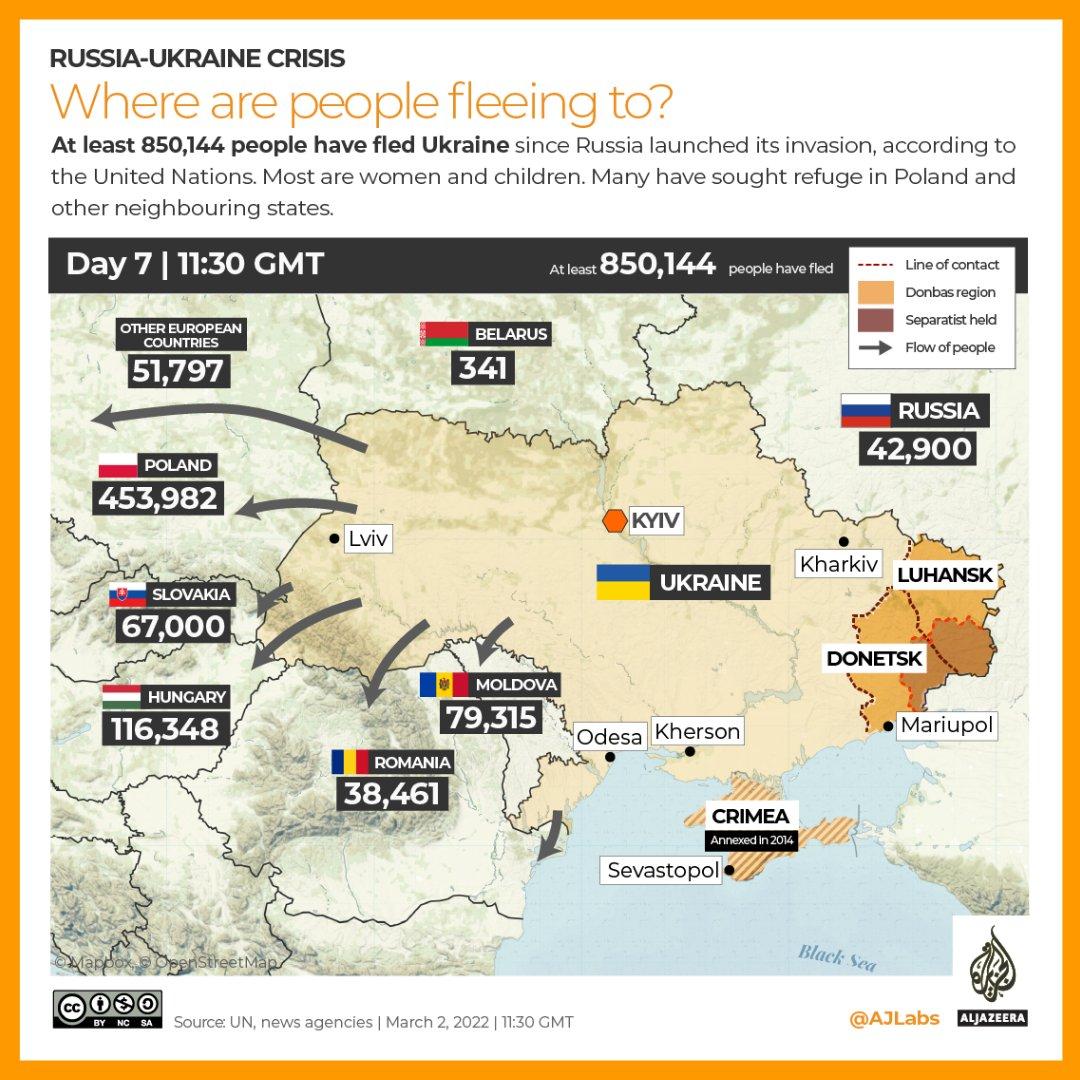 RUSSIA-UKRAINE CRISIS
Where are people fleeing to?
At least 850,144 people have fled Ukraine since Russia launched its invasion, according to
the United Nations. Most are women and children. Many have sought refuge in Poland and
other neighbouring states.
Day 7 | 11:30 GMT
At least 850,144 people have fled
Line of contact
Donbas region
Separatist held
Flow of people
OTHER EUROPEAN
COUNTRIES
51,797
BELARUS
341
RUSSIA
42,900
POLAND
453,982
Lviv
KYIV
Kharkiv
LUHANSK
UKRAINE
SLOVAKIA
67,000
DONETSK
HUNGARY
116,348
MOLDOVA
79,315
Mariupol
Odesa
Kherson
ROMANIA
38,461
CRIMEA
Annexed in 2014
Sevastopol
Black Sea
© Mapbox, © OpenStreetMap
cc
BY NC SA
Source: UN, news agencies | March 2, 2022 | 11:30 GMT
@AJLabs
ALJAZEERA